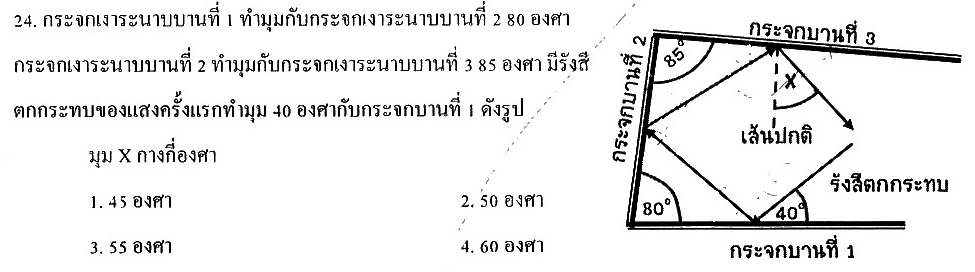 24. กระจกเงาระนาบบานที่ 1 ทำมุมกับกระจกเงาระนาบบานที่ 2 80 องศา
กระจกเงาระนาบบานที่ 2 ทำมุมกับกระจกเงาระนาบบานที่ 3 85 องศา มีรังสี
ตกกระทบของแสงครั้งแรกทำมุม 40 องศากับกระจกบานที่ 1 ดังรูป
มุม X กางกี่องศา
1. 45 องศา
2. 50 องศา
3. 55 องศา
4. 60 องศา
กระจกบานที่ 3
กระจกบานที่ 2
85°
X
เส้นปกติ
รังสีตกกระทบ
80°
40°
กระจกบานที่ 1